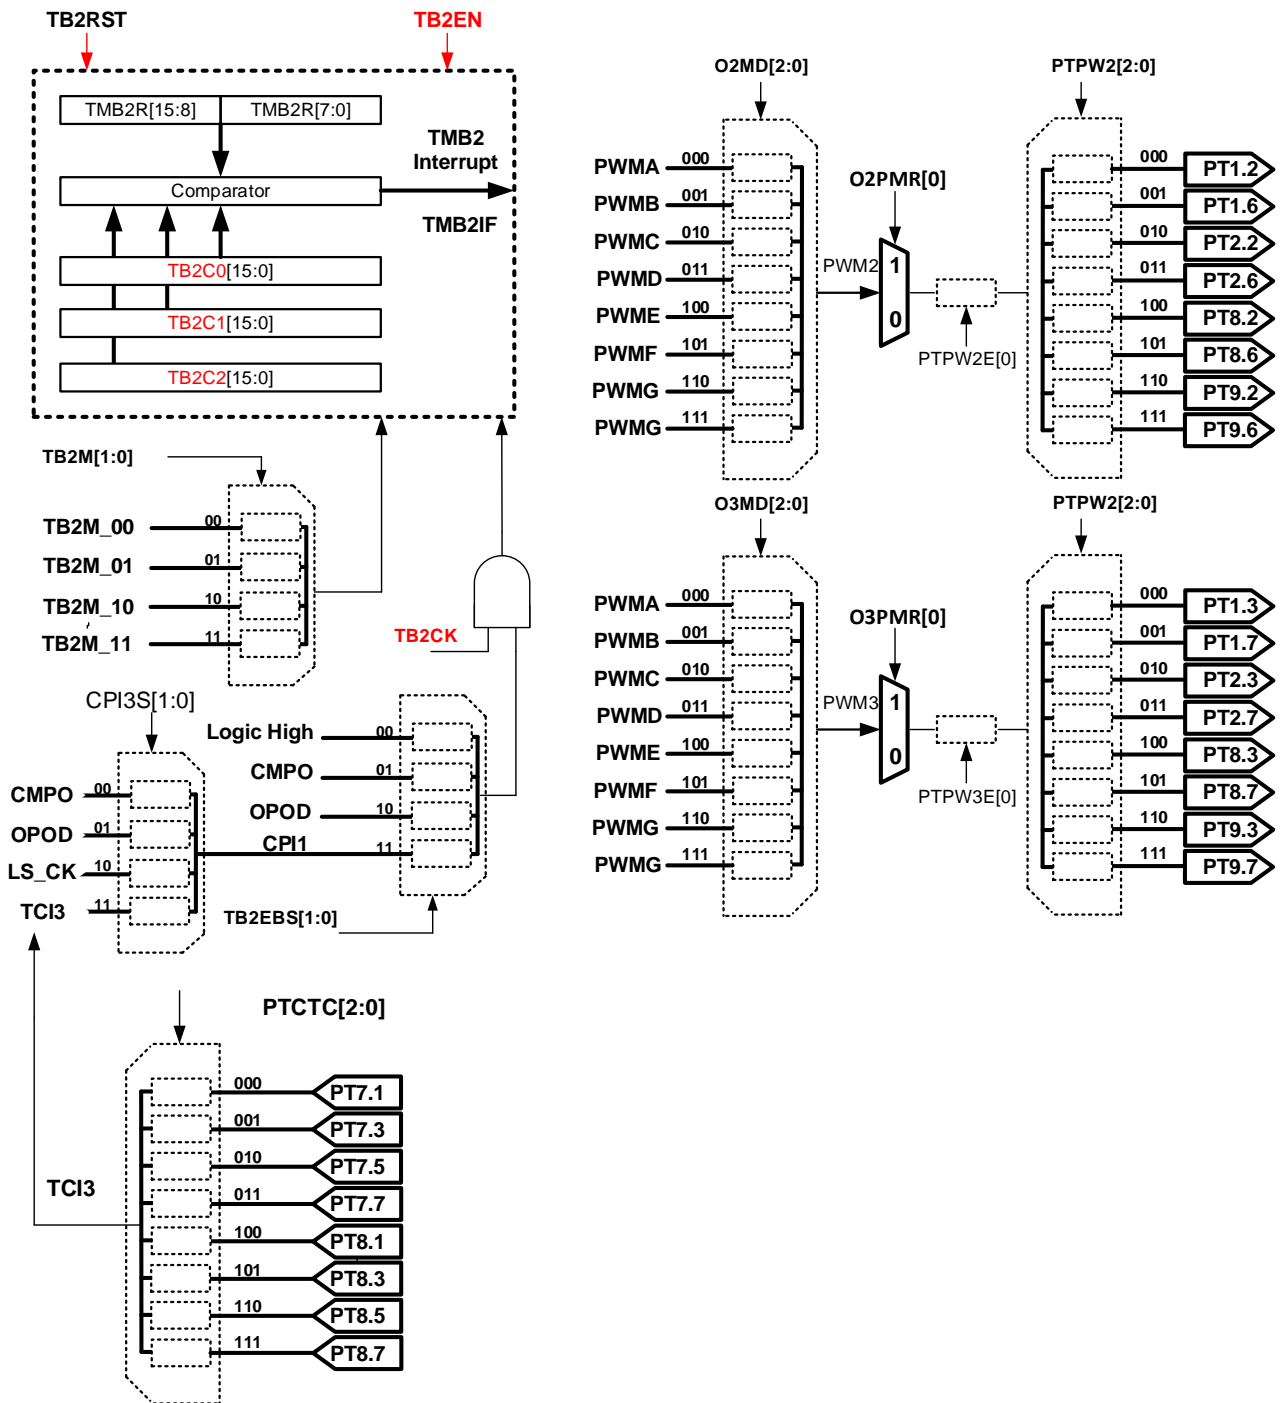 TB2RST
TB2EN
TMB2R[15:8]
TMB2R[7:0]
TMB2
Interrupt
Comparator
TMB2IF
TB2C0[15:0]
TB2C1[15:0]
TB2C2[15:0]
TB2M[1:0]
TB2M_00
00
TB2M_01
01
TB2M_10
10
TB2M_11
11
TB2CK
CPI3S[1:0]
Logic High
00
CMPO
01
OPOD
10
CPI1
11
TB2EBS[1:0]
CMPO
00
OPOD
01
LS_CK
10
TCI3
11
PTCTC[2:0]
TCI3
000
PT7.1
001
PT7.3
010
PT7.5
011
PT7.7
100
PT8.1
101
PT8.3
110
PT8.5
111
PT8.7
O2MD[2:0]
PTPW2[2:0]
PWMA
000
PWMB
001
PWMC
010
PWMD
011
PWME
100
PWMF
101
PWMG
110
PWMG
111
O2PMR[0]
PWM2
1
0
PTPW2E[0]
000
PT1.2
001
PT1.6
010
PT2.2
011
PT2.6
100
PT8.2
101
PT8.6
110
PT9.2
111
PT9.6
O3MD[2:0]
PTPW2[2:0]
PWMA
000
PWMB
001
PWMC
010
PWMD
011
PWME
100
PWMF
101
PWMG
110
PWMG
111
O3PMR[0]
PWM3
1
0
PTPW3E[0]
000
PT1.3
001
PT1.7
010
PT2.3
011
PT2.7
100
PT8.3
101
PT8.7
110
PT9.3
111
PT9.7